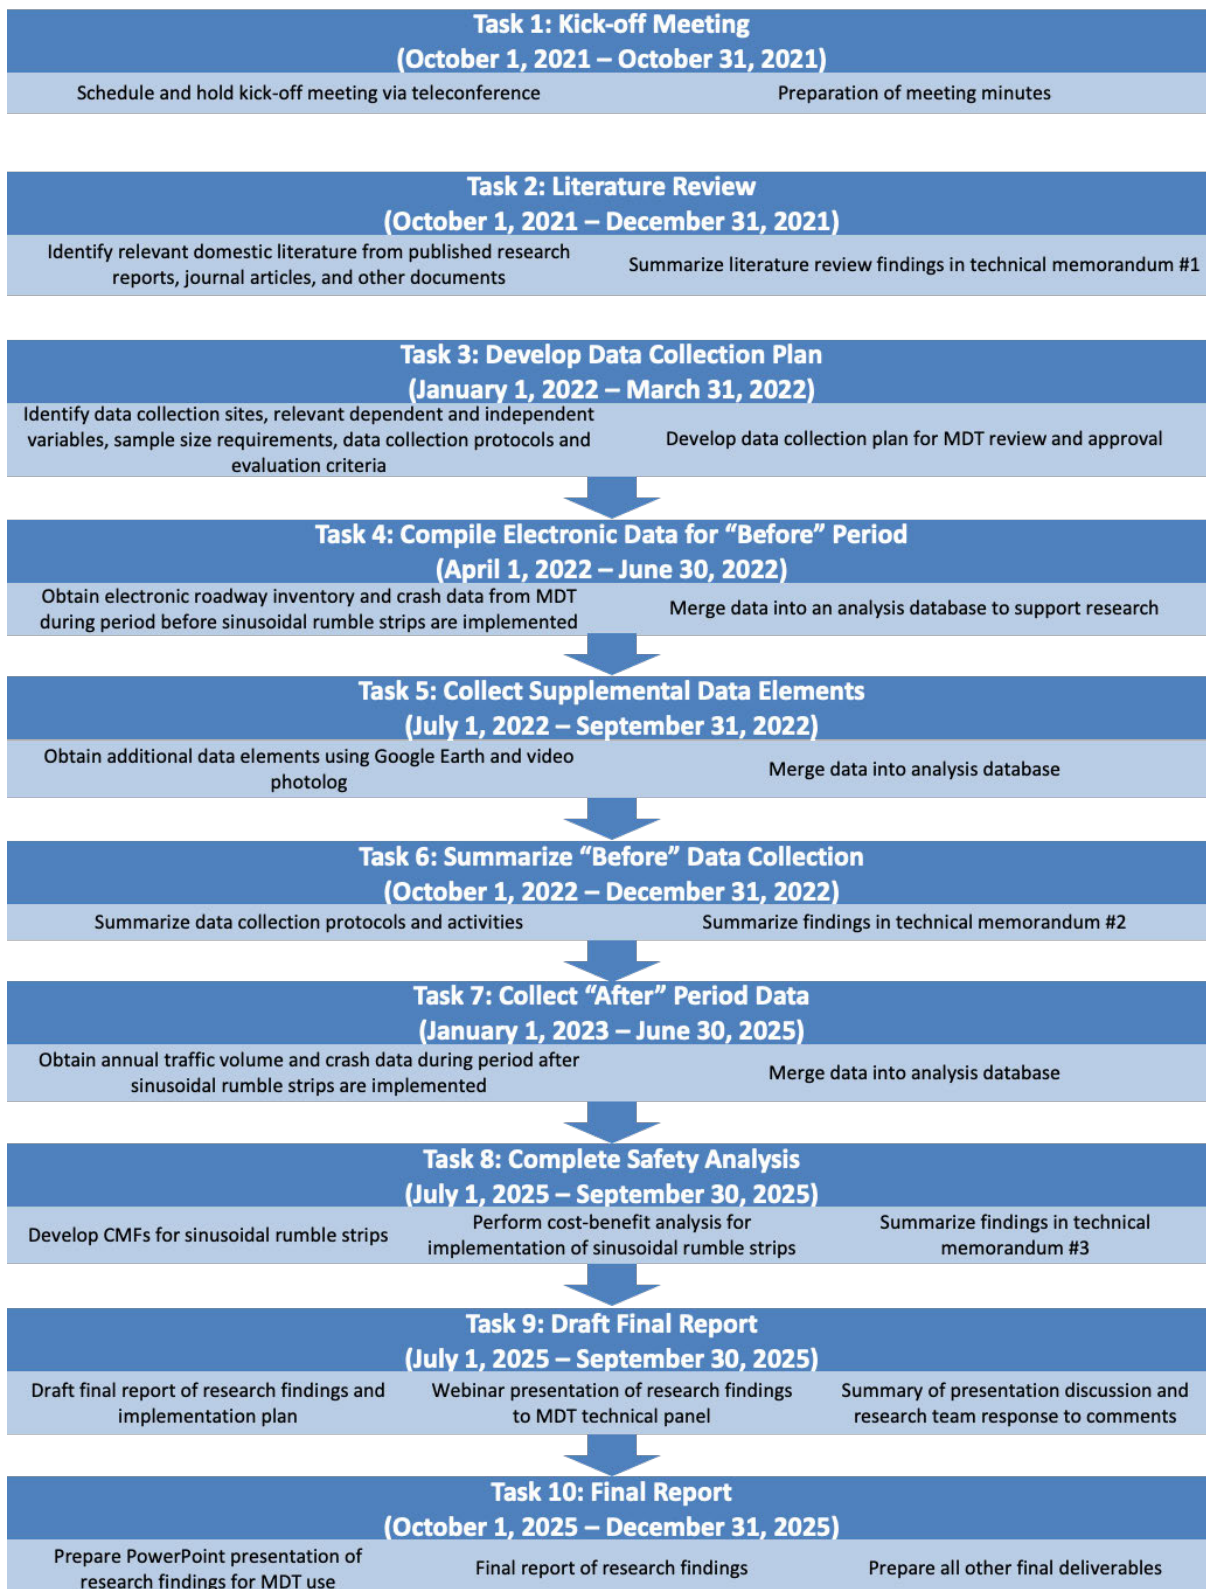 Task 1: Kick-off Meeting
(October 1, 2021 – October 31, 2021)
Schedule and hold kick-off meeting via teleconference
Preparation of meeting minutes
Task 2: Literature Review
(October 1, 2021 – December 31, 2021)
Identify relevant domestic literature from published research
reports, journal articles, and other documents
Summarize literature review findings in technical memorandum #1
Task 3: Develop Data Collection Plan
(January 1, 2022 – March 31, 2022)
Identify data collection sites, relevant dependent and independent
variables, sample size requirements, data collection protocols and
evaluation criteria
Develop data collection plan for MDT review and approval
Task 4: Compile Electronic Data for “Before” Period
(April 1, 2022 – June 30, 2022)
Obtain electronic roadway inventory and crash data from MDT
during period before sinusoidal rumble strips are implemented
Merge data into an analysis database to support research
Task 5: Collect Supplemental Data Elements
(July 1, 2022 – September 31, 2022)
Obtain additional data elements using Google Earth and video
photolog
Merge data into analysis database
Task 6: Summarize “Before” Data Collection
(October 1, 2022 – December 31, 2022)
Summarize data collection protocols and activities
Summarize findings in technical memorandum #2
Task 7: Collect “After” Period Data
(January 1, 2023 – June 30, 2025)
Obtain annual traffic volume and crash data during period after
sinusoidal rumble strips are implemented
Merge data into analysis database
Task 8: Complete Safety Analysis
(July 1, 2025 – September 30, 2025)
Develop CMFs for sinusoidal rumble strips
Perform cost-benefit analysis for
implementation of sinusoidal rumble strips
Summarize findings in technical
memorandum #3
Task 9: Draft Final Report
(July 1, 2025 – September 30, 2025)
Draft final report of research findings and
implementation plan
Webinar presentation of research findings
to MDT technical panel
Summary of presentation discussion and
research team response to comments
Task 10: Final Report
(October 1, 2025 – December 31, 2025)
Prepare PowerPoint presentation of
research findings for MDT use
Final report of research findings
Prepare all other final deliverables